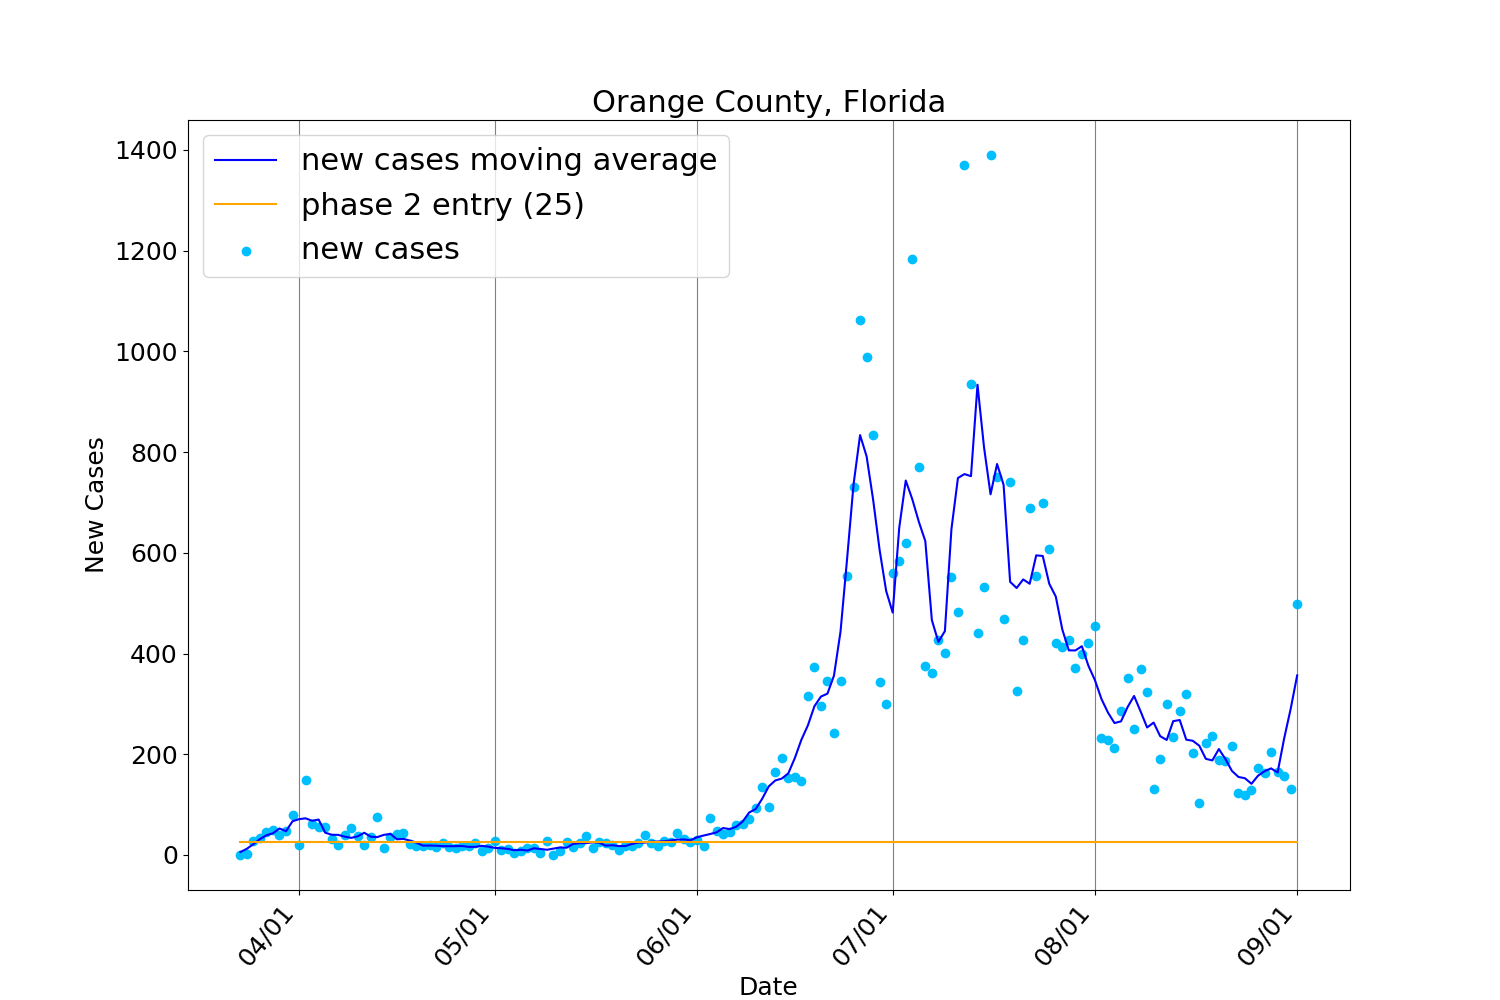 Orange County, Florida
new cases moving average
phase 2 entry (25)
new cases
1400
1200
1000
800
600
400
200
0
New Cases
04/01
05/01
06/01
07/01
08/01
09/01
Date